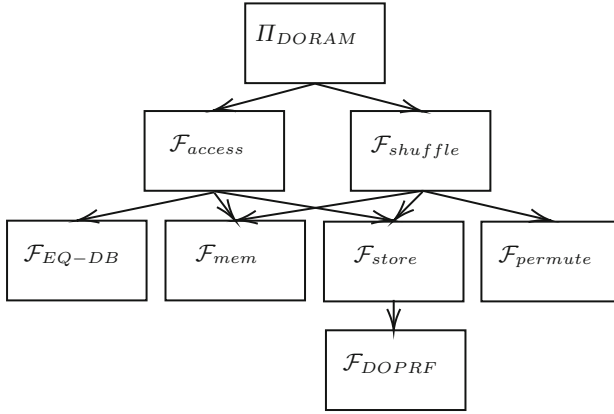 Π_DORAM
F_access
F_shuffle
F_EQ−DB
F_mem
F_store
F_permute
F_DOPRF